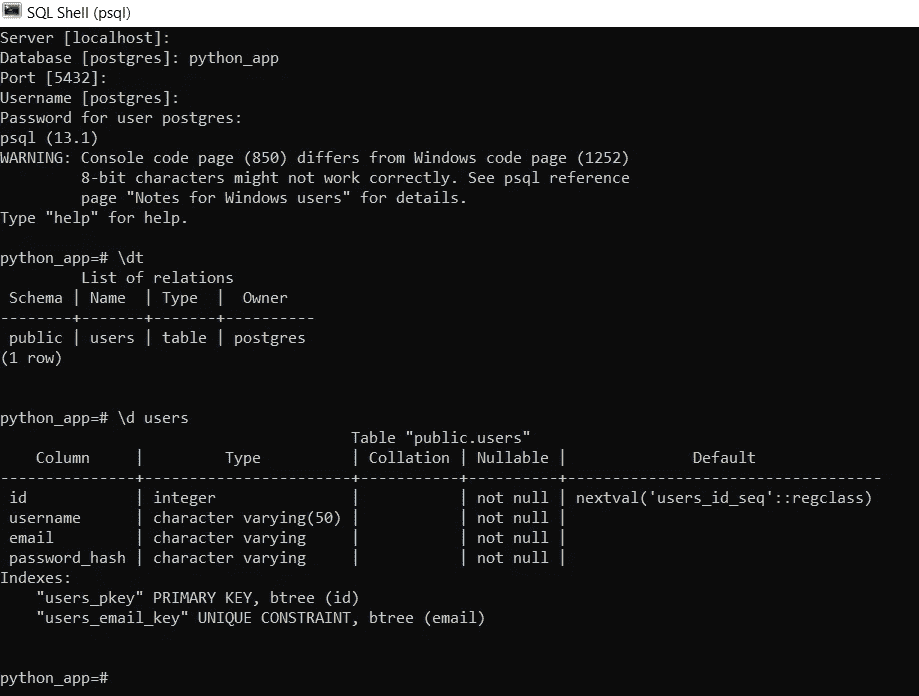 SQL Shell (psql)
Server [localhost]:
Database [postgres]: python_app
Port [5432]:
Username [postgres]:
Password for user postgres:
psql (13.1)
WARNING: Console code page (850) differs from Windows code page (1252)
         8-bit characters might not work correctly. See psql reference
         page "Notes for Windows users" for details.
Type "help" for help.
python_app=# \dt
         List of relations
 Schema | Name  | Type  |  Owner
--------+-------+-------+----------
 public | users | table | postgres
(1 row)
python_app=# \d users
                                       Table "public.users"
    Column     |         Type          | Collation | Nullable |              Default
---------------+-----------------------+-----------+----------+-----------------------------------
 id            | integer               |           | not null | nextval('users_id_seq'::regclass)
 username      | character varying(50) |           | not null |
 email         | character varying     |           | not null |
 password_hash | character varying     |           | not null |
Indexes:
    "users_pkey" PRIMARY KEY, btree (id)
    "users_email_key" UNIQUE CONSTRAINT, btree (email)
python_app=#